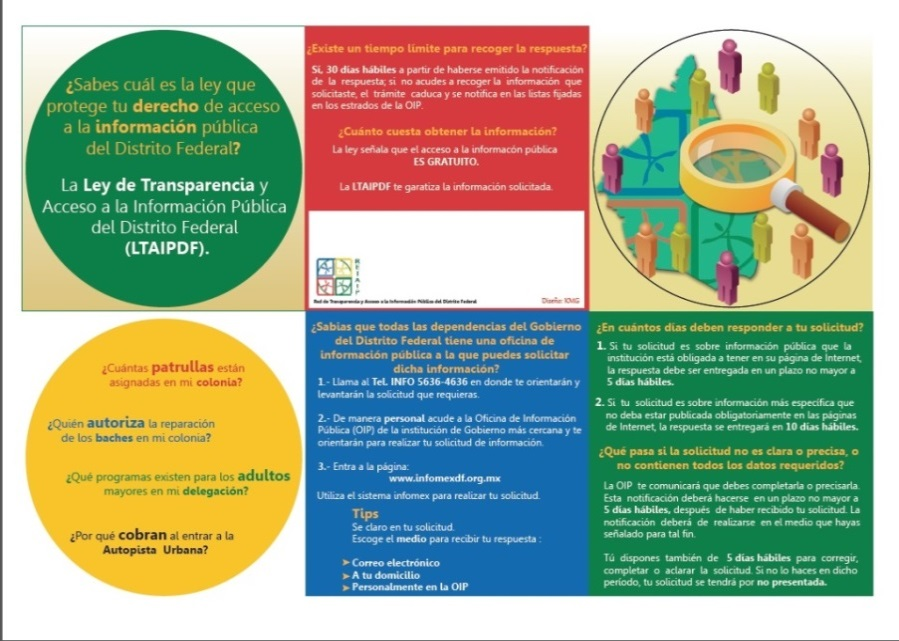 ¿Sabes cuál es la ley que
protege tu derecho de acceso
a la información pública
del Distrito Federal?
La Ley de Transparencia y
Acceso a la Información Pública
del Distrito Federal
(LTAIPDF).
¿Existe un tiempo límite para recoger la respuesta?
Si, 30 días hábiles a partir de haberse emitido la notificación
de la respuesta; si no acudes a recoger la información que
solicitaste, el trámite caduca y se notifica en las listas fijadas
en los estrados de la OIP.
¿Cuánto cuesta obtener la información?
La ley señala que el acceso a la informacón pública
ES GRATUITO.
La LTAIPDF te garatiza la información solicitada.
RETAIP
Red de Transparencia y Acceso a la Información Pública del Distrito Federal
¿Cuántas patrullas están
asignadas en mi colonia?
¿Quién autoriza la reparación
de los baches en mi colonia?
¿Qué programas existen para los adultos
mayores en mi delegación?
¿Por qué cobran al entrar a la
Autopista Urbana?
¿Sabías que todas las dependencias del Gobierno
del Distrito Federal tiene una oficina de
información pública a la que puedes solicitar
dicha información?
1.- Llama al Tel. INFO 5636-4636 en donde te orientarán y
levantarán la solicitud que requieras.
2.- De manera personal acude a la Oficina de Información
Pública (OIP) de la institución de Gobierno más cercana y te
orientarán para realizar tu solicitud de información.
3.- Entra a la página:
www.infomexdf.org.mx
Utiliza el sistema infomex para realizar tu solicitud.
Tips
Se claro en tu solicitud.
Escoge el medio para recibir tu respuesta :
➤ Correo electrónico
➤ A tu domicilio
➤ Personalmente en la OIP
¿En cuántos días deben responder a tu solicitud?
1. Si tu solicitud es sobre información pública que la
institución está obligada a tener en su página de Internet,
la respuesta debe ser entregada en un plazo no mayor a
5 días hábiles.
2. Si tu solicitud es sobre información más específica que
no deba estar publicada obligatoriamente en las páginas
de Internet, la respuesta se entregará en 10 días hábiles.
¿Qué pasa si la solicitud no es clara o precisa, o
no contienen todos los datos requeridos?
La OIP te comunicará que debes completarla o precisarla.
Esta notificación deberá hacerse en un plazo no mayor a
5 días hábiles, después de haber recibido tu solicitud. La
notificación deberá de realizarse en el medio que hayas
señalado para tal fin.
Tú dispones también de 5 días hábiles para corregir,
completar o aclarar la solicitud. Si no lo haces en dicho
período, tu solicitud se tendrá por no presentada.